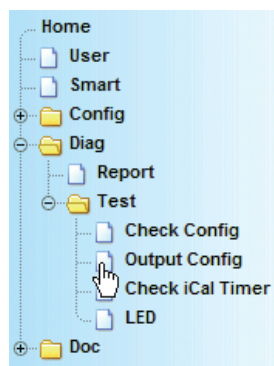 Home
User
Smart
Config
Diag
Report
Test
Check Config
Output Config
Check iCal Timer
LED
Doc